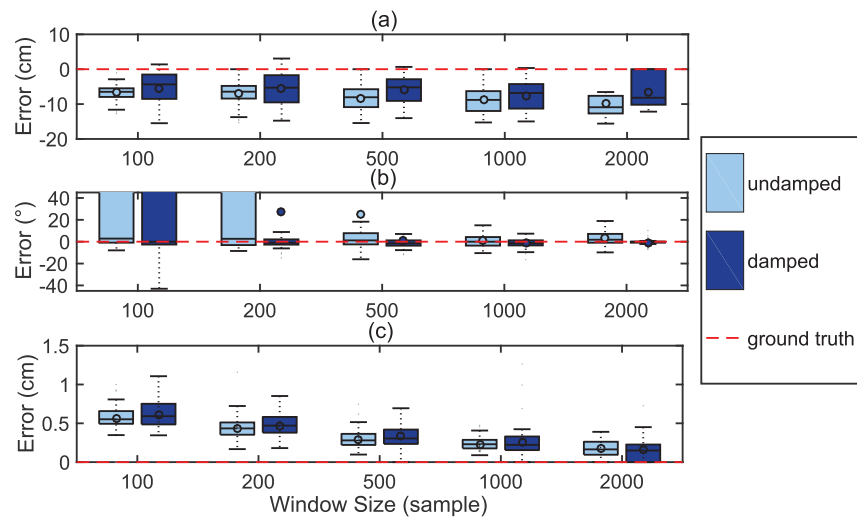 (a)
Error (cm)
10
0
-10
-20
100 200 500 1000 2000
(b)
Error (°)
40
20
0
-20
-40
100 200 500 1000 2000
(c)
Error (cm)
1.5
1
0.5
0
100 200 500 1000 2000
Window Size (sample)
undamped
damped
ground truth